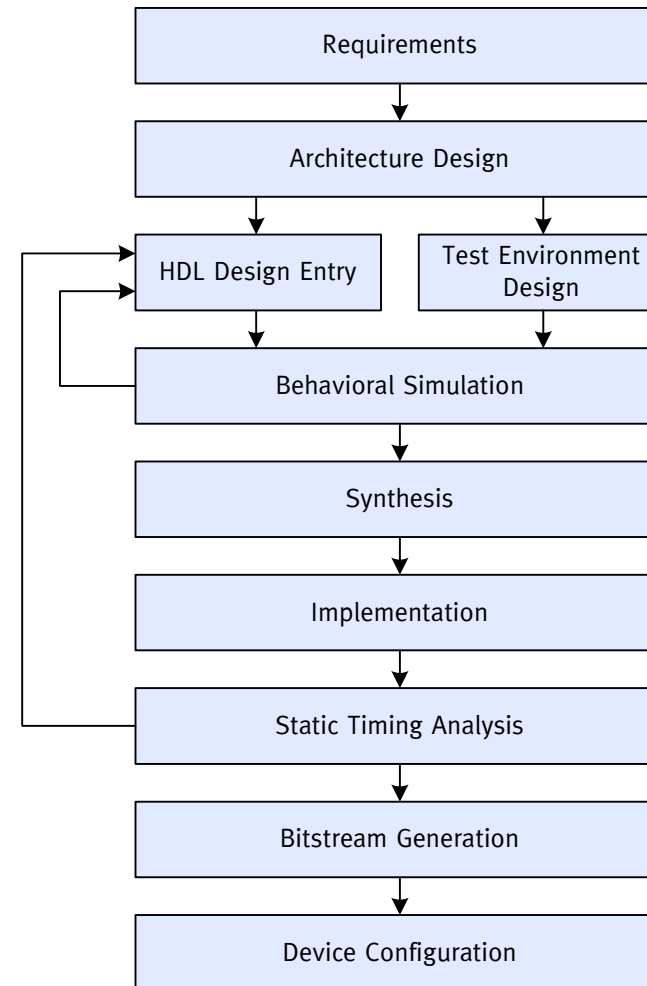 Requirements
Architecture Design
HDL Design Entry
Test Environment
Design
Behavioral Simulation
Synthesis
Implementation
Static Timing Analysis
Bitstream Generation
Device Configuration